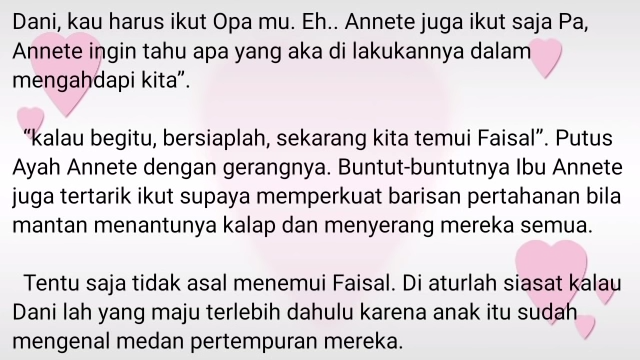 Dani, kau harus ikut Opa mu. Eh.. Annete juga ikut saja Pa,
Annete ingin tahu apa yang aka di lakukannya dalam
mengahdapi kita”.
“kalau begitu, bersiaplah, sekarang kita temui Faisal”. Putus
Ayah Annete dengan gerangnya. Buntut-buntutnya Ibu Annete
juga tertarik ikut supaya memperkuat barisan pertahanan bila
mantan menantunya kalap dan menyerang mereka semua.
Tentu saja tidak asal menemui Faisal. Di aturlah siasat kalau
Dani lah yang maju terlebih dahulu karena anak itu sudah
mengenal medan pertempuran mereka.